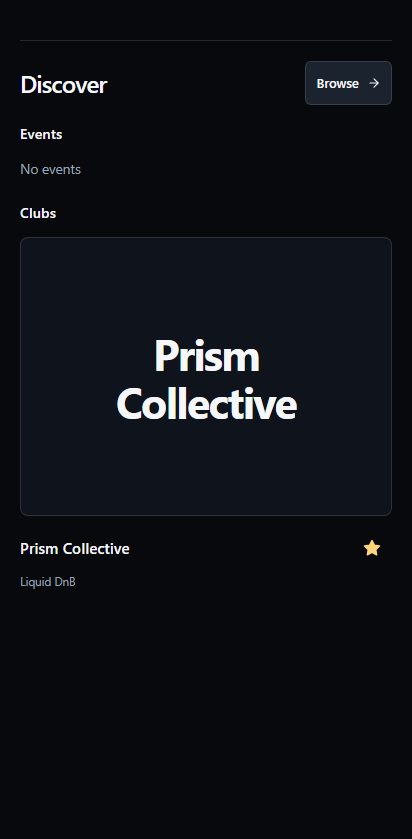 Discover
Browse
Events
No events
Clubs
Prism
Collective
Prism Collective
Liquid DnB